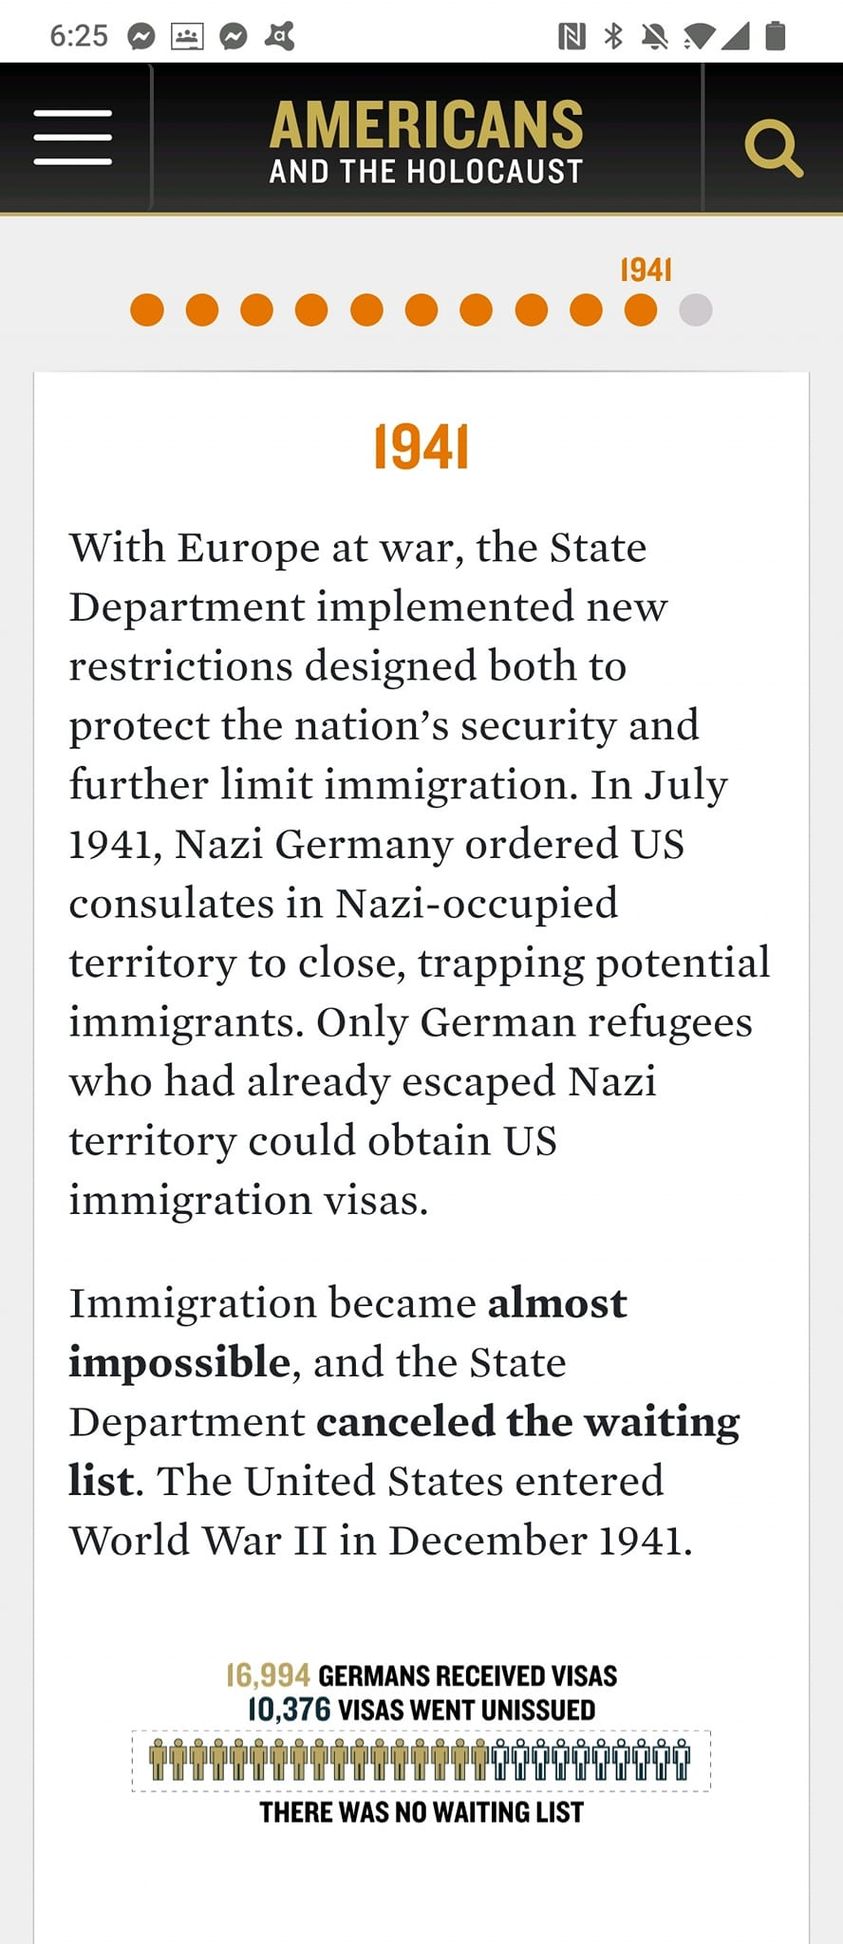 6:25
AMERICANS
AND THE HOLOCAUST
1941
1941
With Europe at war, the State
Department implemented new
restrictions designed both to
protect the nation’s security and
further limit immigration. In July
1941, Nazi Germany ordered US
consulates in Nazi-occupied
territory to close, trapping potential
immigrants. Only German refugees
who had already escaped Nazi
territory could obtain US
immigration visas.
Immigration became almost
impossible, and the State
Department canceled the waiting
list. The United States entered
World War II in December 1941.
16,994 GERMANS RECEIVED VISAS
10,376 VISAS WENT UNISSUED
THERE WAS NO WAITING LIST